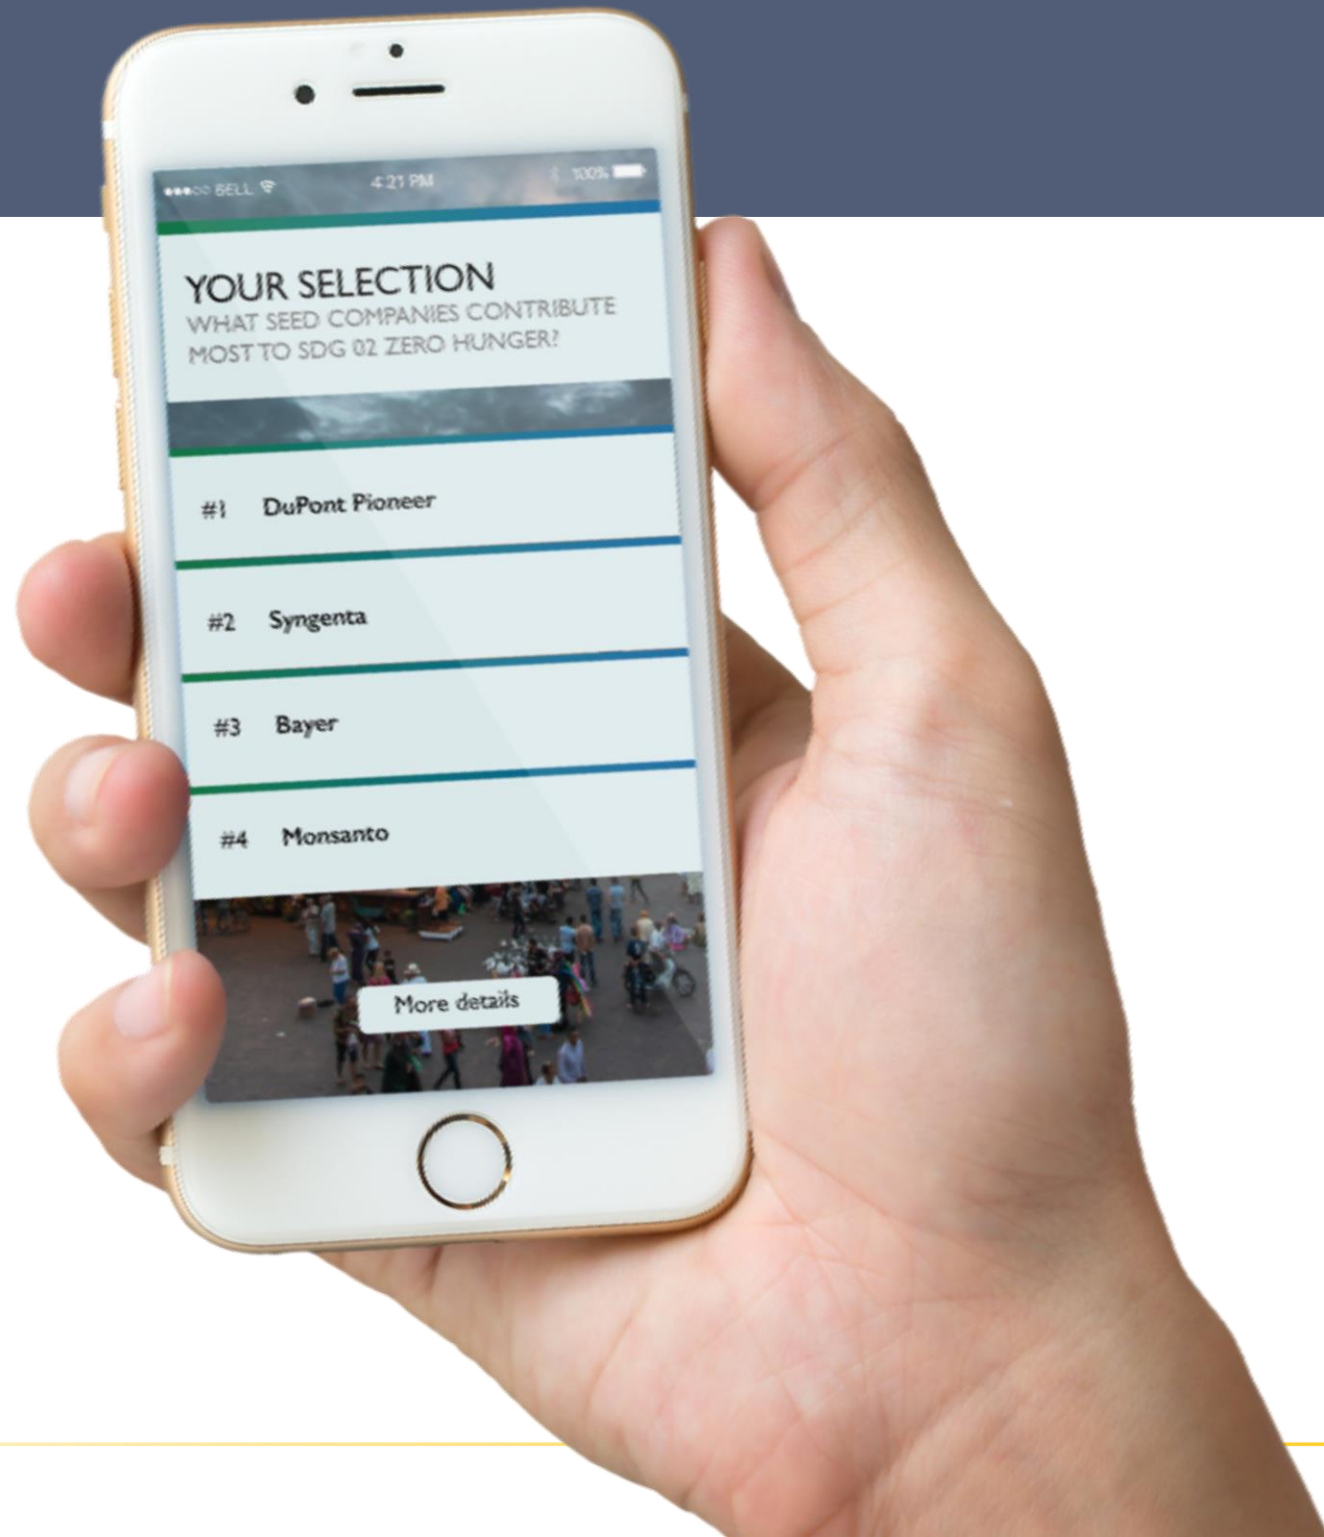 BELL
4:21 PM
100%
YOUR SELECTION
WHAT SEED COMPANIES CONTRIBUTE
MOST TO SDG 02 ZERO HUNGER?
#1 DuPont Pioneer
#2 Syngenta
#3 Bayer
#4 Monsanto
More details